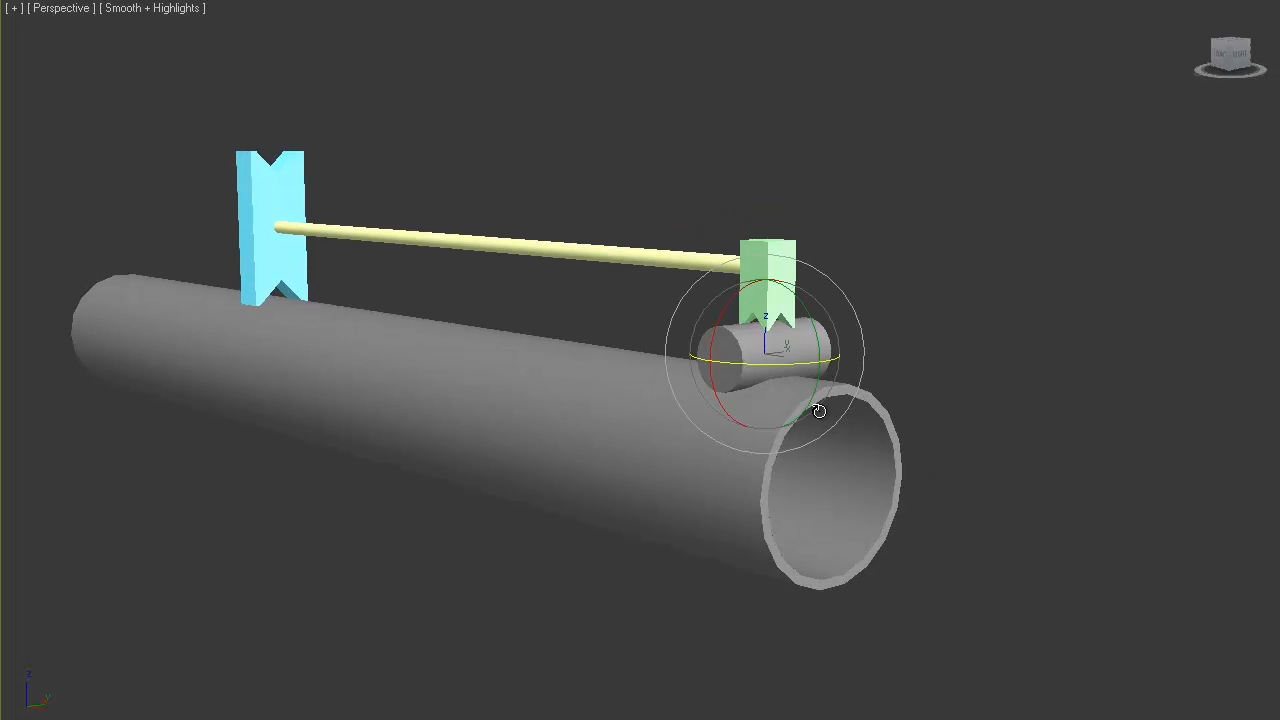 [ + ] [ Perspective ] [ Smooth + Highlights ]
z
y
x
z
y